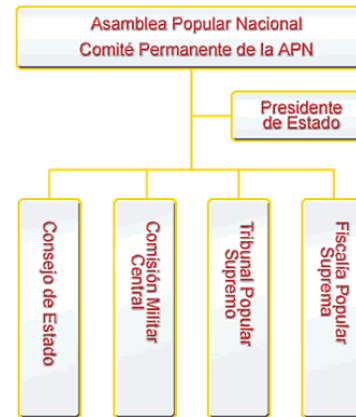 Asamblea Popular Nacional
Comité Permanente de la APN
Presidente
de Estado
Consejo de Estado
Comisión Militar
Central
Tribunal Popular
Supremo
Fiscalía Popular
Suprema